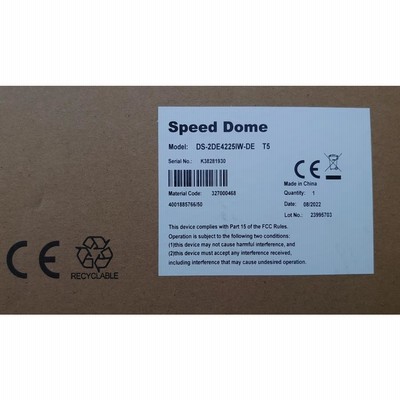 Speed Dome
Model: DS-2DE4225IW-DE T5
Serial No.: K38281930
Material Code: 327000468
4001885766/50
CE
Made in China
Quantity: 1
Date: 08/2022
Lot No.: 23995703
This device complies with Part 15 of the FCC Rules.
Operation is subject to the following two conditions:
(1)this device may not cause harmful interference, and
(2)this device must accept any interference received,
including interference that may cause undesired operation.
CE
RECYCLABLE